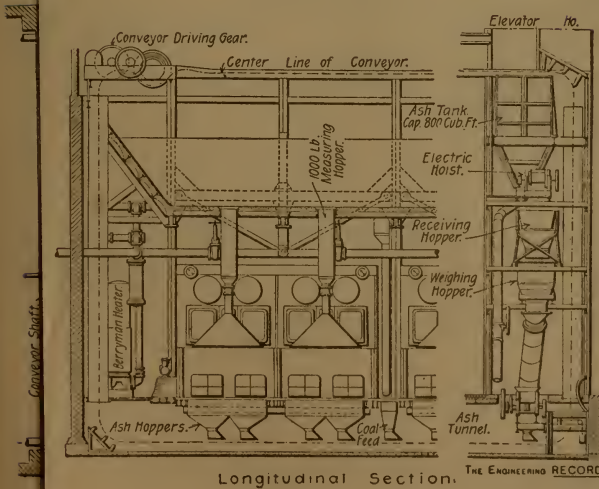 Elevator Ho.
Conveyor Driving Gear.
Center Line of Conveyor.
Ash Tank.
Cap. 800 Cub. Ft.
1000 Lb.
Measuring
Hopper.
Electric
Hoist.
Receiving
Hopper.
Weighing
Hopper.
Berryman Heater
Conveyor Shaft.
Ash Hoppers.
Coal
Feed
Ash
Tunnel.
Longitudinal Section.
THE ENGINEERING RECORD